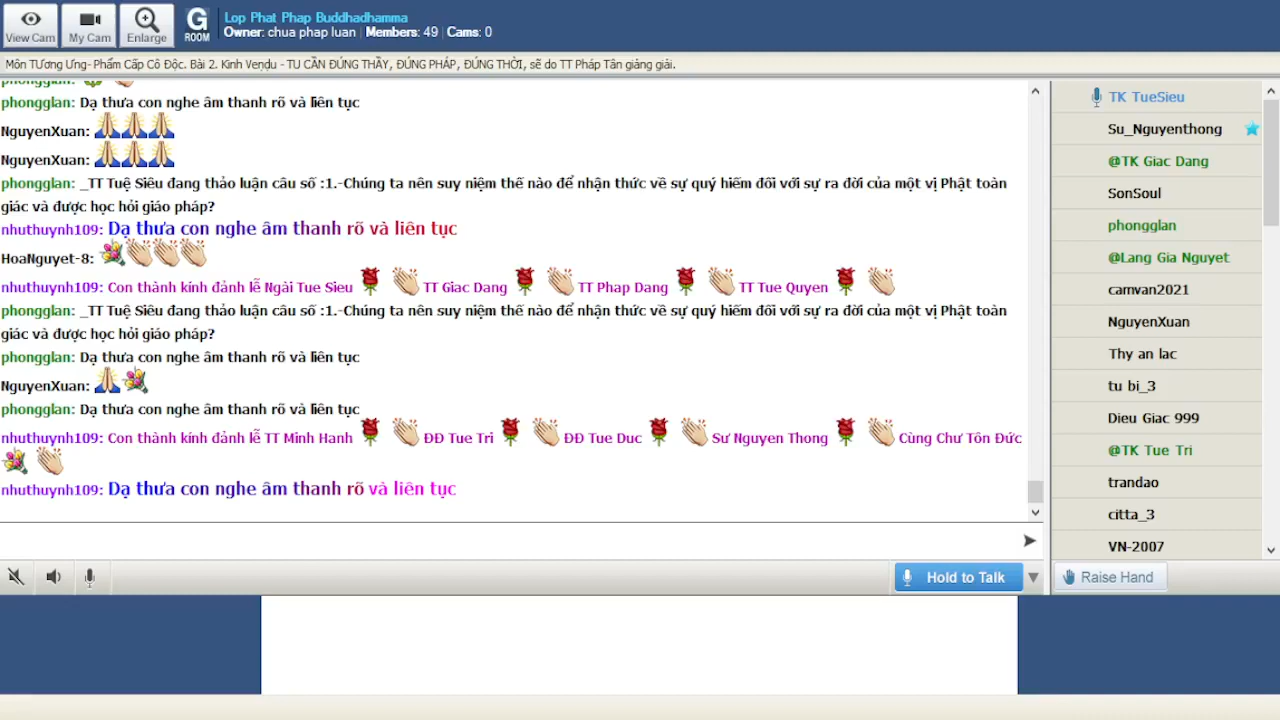 View Cam
My Cam
Enlarge
G
ROOM
Lop Phat Phap Buddhadhamma
Owner: chua phap luan | Members: 49 | Cams: 0
Môn Tương Ưng- Phẩm Cấp Cô Độc. Bài 2. Kinh Veṇḍu - TU CẦN ĐÚNG THẦY, ĐÚNG PHÁP, ĐÚNG THỜI, sẽ do TT Pháp Tân giảng giải.
phongglan:
phongglan: Dạ thưa con nghe âm thanh rõ và liên tục
NguyenXuan:
NguyenXuan:
phongglan: _TT Tuệ Siêu đang thảo luận câu số :1.-Chúng ta nên suy niệm thế nào để nhận thức về sự quý hiếm đối với sự ra đời của một vị Phật toàn
giác và được học hỏi giáo pháp?
nhuthuynh109: Dạ thưa con nghe âm thanh rõ và liên tục
HoaNguyet-8:
nhuthuynh109: Con thành kính đảnh lễ Ngài Tue Sieu TT Giac Dang TT Phap Dang TT Tue Quyen
phongglan: _TT Tuệ Siêu đang thảo luận câu số :1.-Chúng ta nên suy niệm thế nào để nhận thức về sự quý hiếm đối với sự ra đời của một vị Phật toàn
giác và được học hỏi giáo pháp?
phongglan: Dạ thưa con nghe âm thanh rõ và liên tục
NguyenXuan:
phongglan: Dạ thưa con nghe âm thanh rõ và liên tục
nhuthuynh109: Con thành kính đảnh lễ TT Minh Hanh ĐĐ Tue Tri ĐĐ Tue Duc Sư Nguyen Thong Cùng Chư Tôn Đức
nhuthuynh109: Dạ thưa con nghe âm thanh rõ và liên tục
TK TueSieu
Su_Nguyenthong
@TK Giac Dang
SonSoul
phongglan
@Lang Gia Nguyet
camvan2021
NguyenXuan
Thy an lac
tu bi_3
Dieu Giac 999
@TK Tue Tri
trandao
citta_3
VN-2007
Hold to Talk
Raise Hand